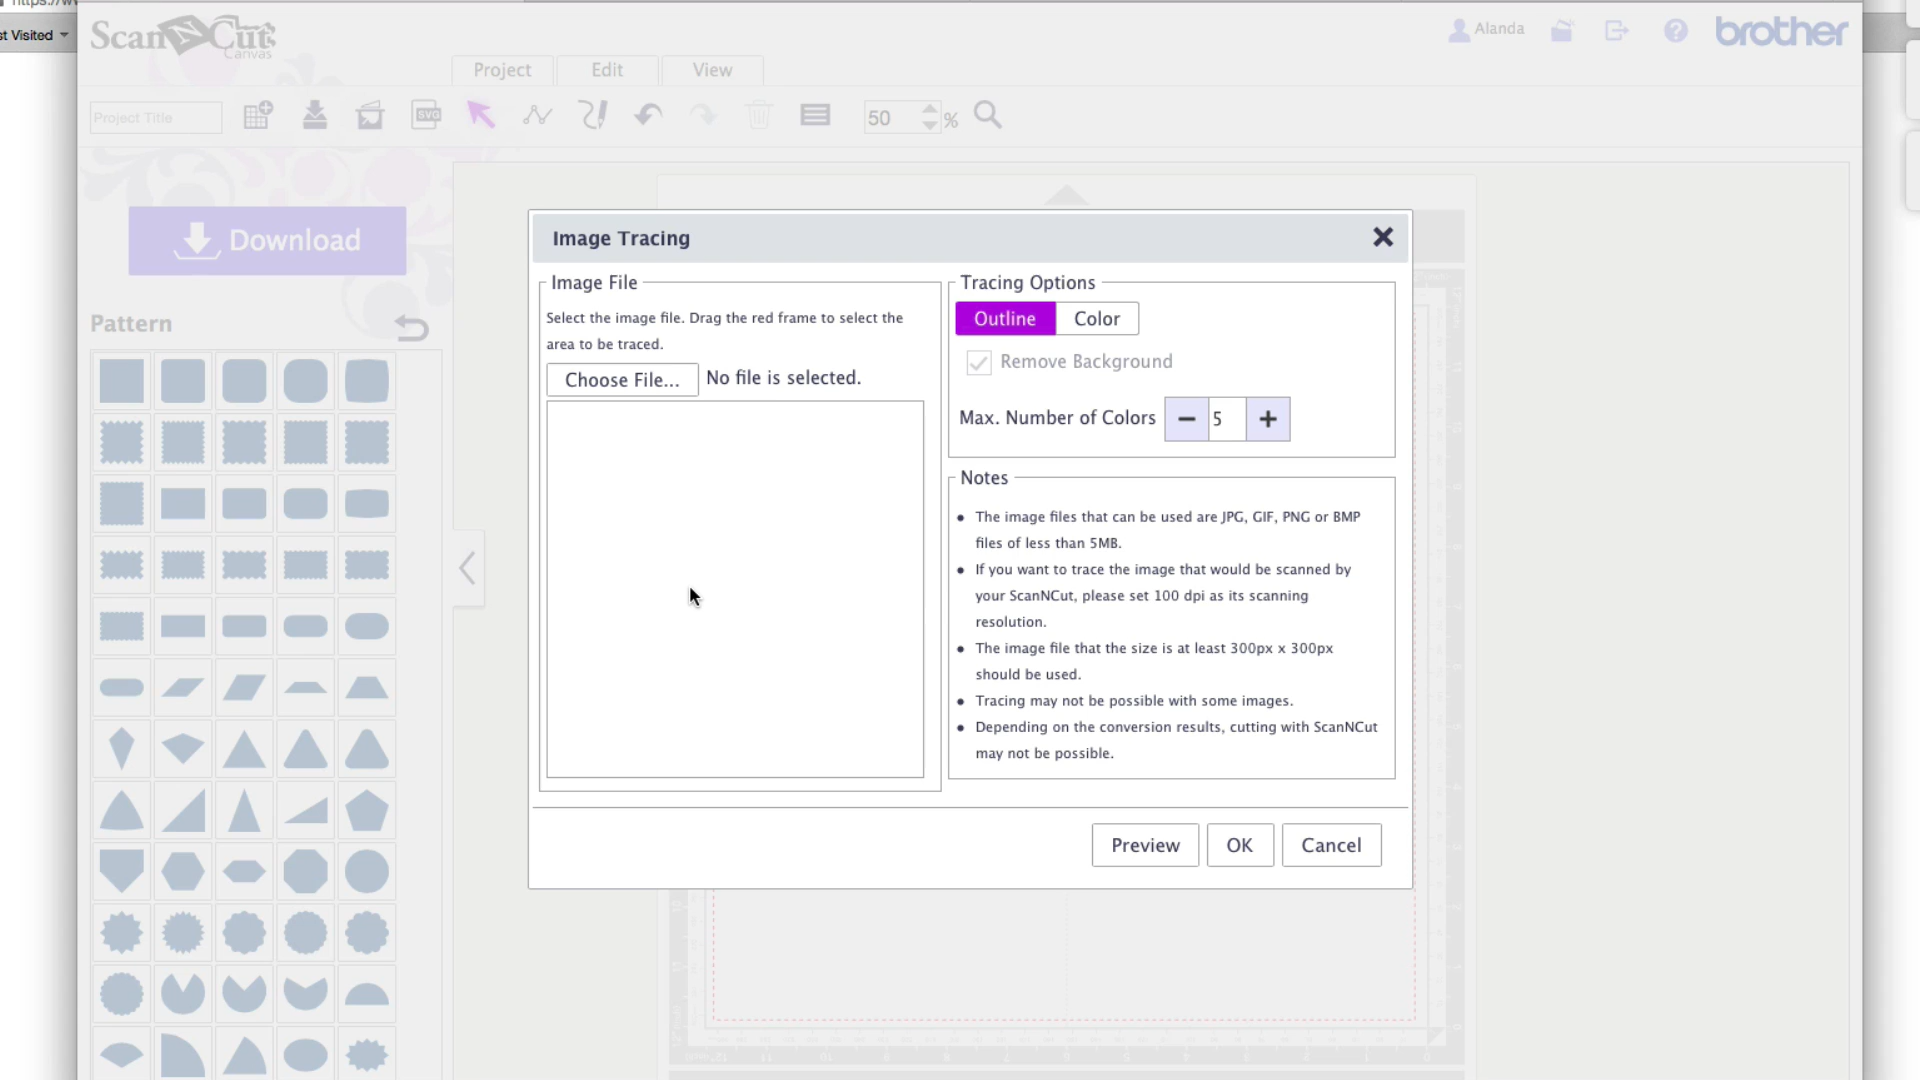 https://ww
st Visited
ScanNCut
Canvas
Alanda
brother
Project
Edit
View
Project Title
SVG
50
%
Download
Pattern
Image Tracing
Image File
Select the image file. Drag the red frame to select the
area to be traced.
Choose File...
No file is selected.
Tracing Options
Outline
Color
Remove Background
Max. Number of Colors
5
Notes
The image files that can be used are JPG, GIF, PNG or BMP
files of less than 5MB.
If you want to trace the image that would be scanned by
your ScanNCut, please set 100 dpi as its scanning
resolution.
The image file that the size is at least 300px x 300px
should be used.
Tracing may not be possible with some images.
Depending on the conversion results, cutting with ScanNCut
may not be possible.
Preview
OK
Cancel